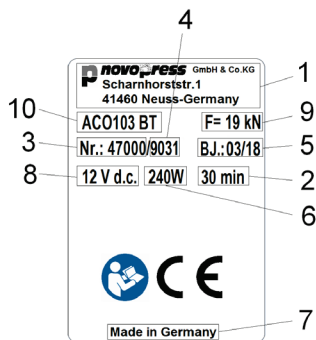 4
novopress GmbH & Co.KG
Scharnhorststr.1
41460 Neuss-Germany
1
10
ACO103 BT
F= 19 kN
9
3
Nr.: 47000/9031
BJ.:03/18
5
8
12 V d.c.
240W
30 min
2
6
CE
Made in Germany
7